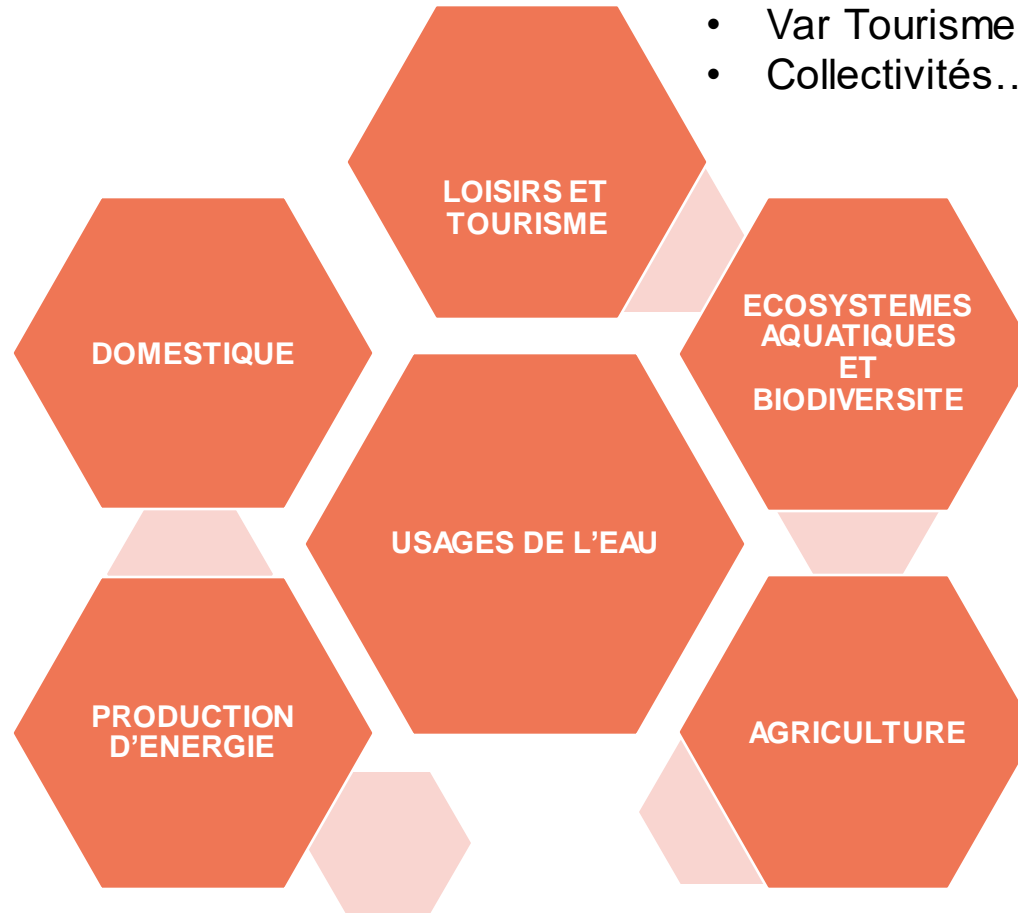 • Var Tourisme
• Collectivités…
LOISIRS ET
TOURISME
DOMESTIQUE
ECOSYSTEMES
AQUATIQUES
ET
BIODIVERSITE
USAGES DE L’EAU
PRODUCTION
D’ENERGIE
AGRICULTURE